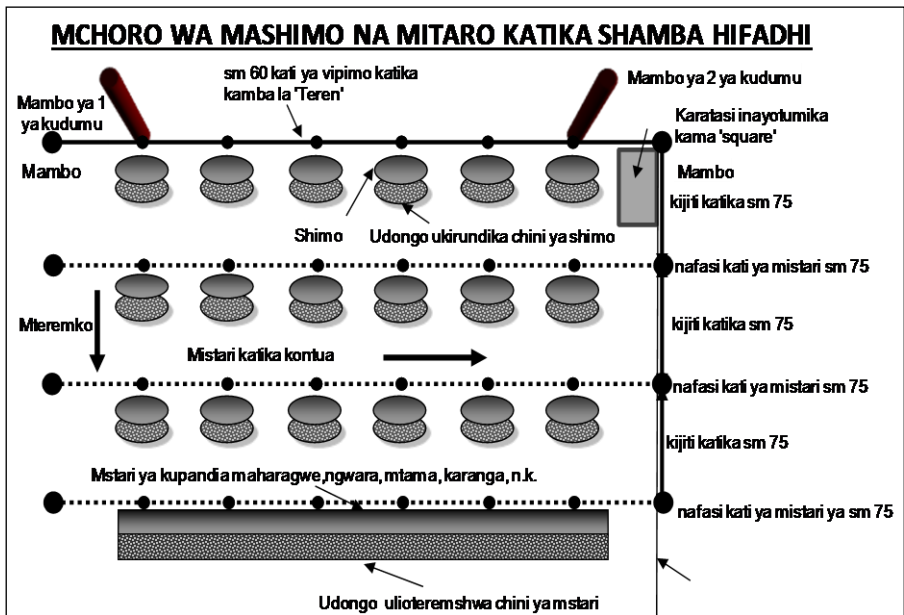 MCHORO WA MASHIMO NA MITARO KATIKA SHAMBA HIFADHI
sm 60 kati ya vipimo katika
kamba la 'Teren'
Mambo ya 2 ya kudumu
Mambo ya 1
ya kudumu
Karatasi inayotumika
kama 'square'
Mambo
Mambo
kijiti katika sm 75
Shimo
Udongo ukirundika chini ya shimo
nafasi kati ya mistari sm 75
Mteremko
kijiti katika sm 75
Mistari katika kontua
nafasi kati ya mistari sm 75
kijiti katika sm 75
Mstari ya kupandia maharagwe,ngwara, mtama, karanga, n.k.
nafasi kati ya mistari ya sm 75
Udongo ulioteremshwa chini ya mstari